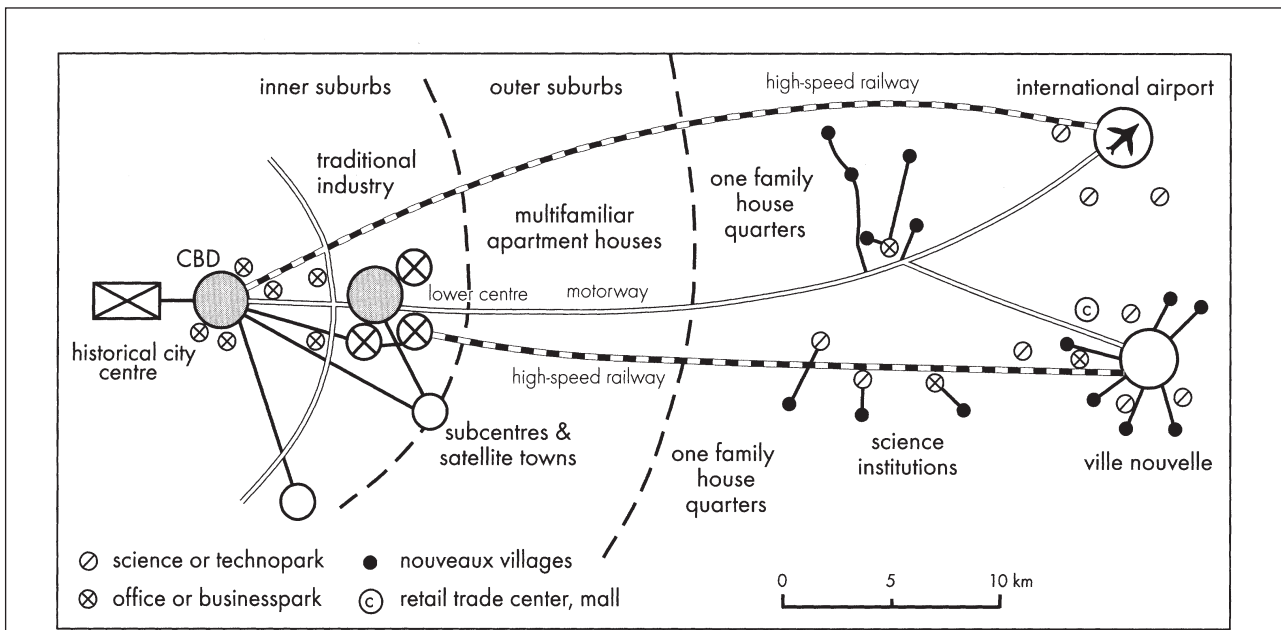 inner suburbs
outer suburbs
high-speed railway
international airport
traditional
industry
one family
house
quarters
multifamiliar
apartment houses
CBD
lower centre
motorway
C
historical city
centre
high-speed railway
subcentres &
satellite towns
one family
house
quarters
science
institutions
ville nouvelle
science or technopark
nouveaux villages
office or businesspark
C
retail trade center, mall
0
5
10 km